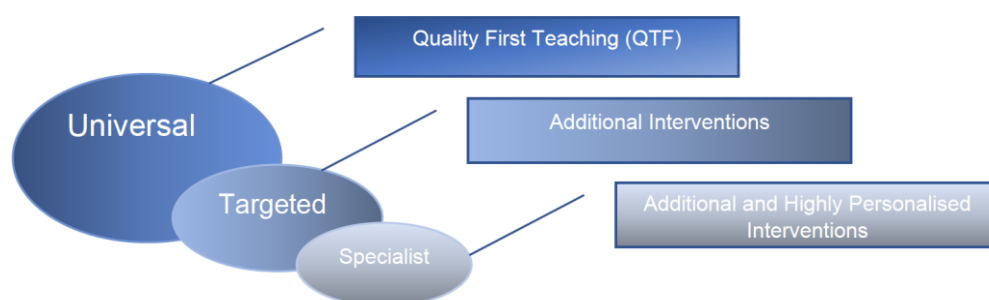 Quality First Teaching (QTF)
Universal
Additional Interventions
Targeted
Additional and Highly Personalised
Interventions
Specialist